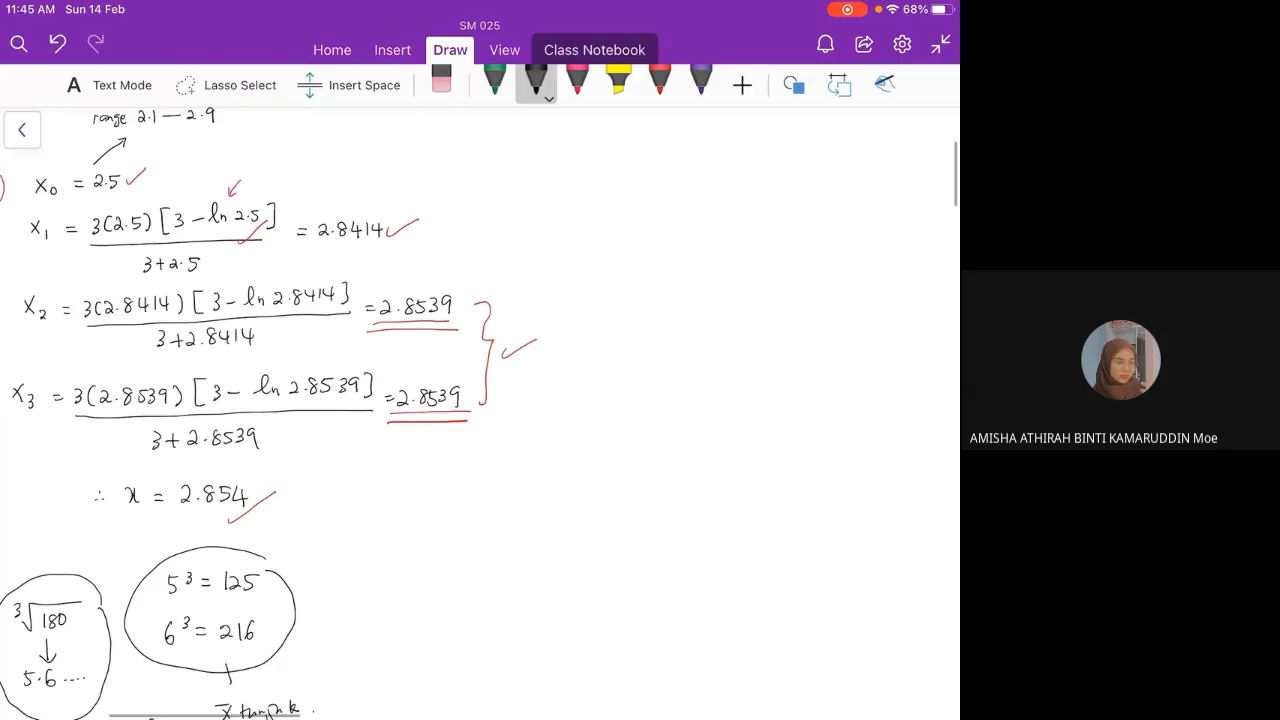 11:45 AM Sun 14 Feb
68%
SM 025
Home Insert Draw View Class Notebook
Text Mode Lasso Select Insert Space
range 2.1 — 2.9
x₀ = 2.5
x₁ = 3(2.5) [3 − ln 2.5] / 3+2.5 = 2.8414
x₂ = 3(2.8414) [3 − ln 2.8414] / 3+2.8414 = 2.8539
x₃ = 3(2.8539) [3 − ln 2.8539] / 3+2.8539 = 2.8539
∴ x = 2.854
5³ = 125
6³ = 216
³√180
↓
5.6 ....
AMISHA ATHIRAH BINTI KAMARUDDIN Moe